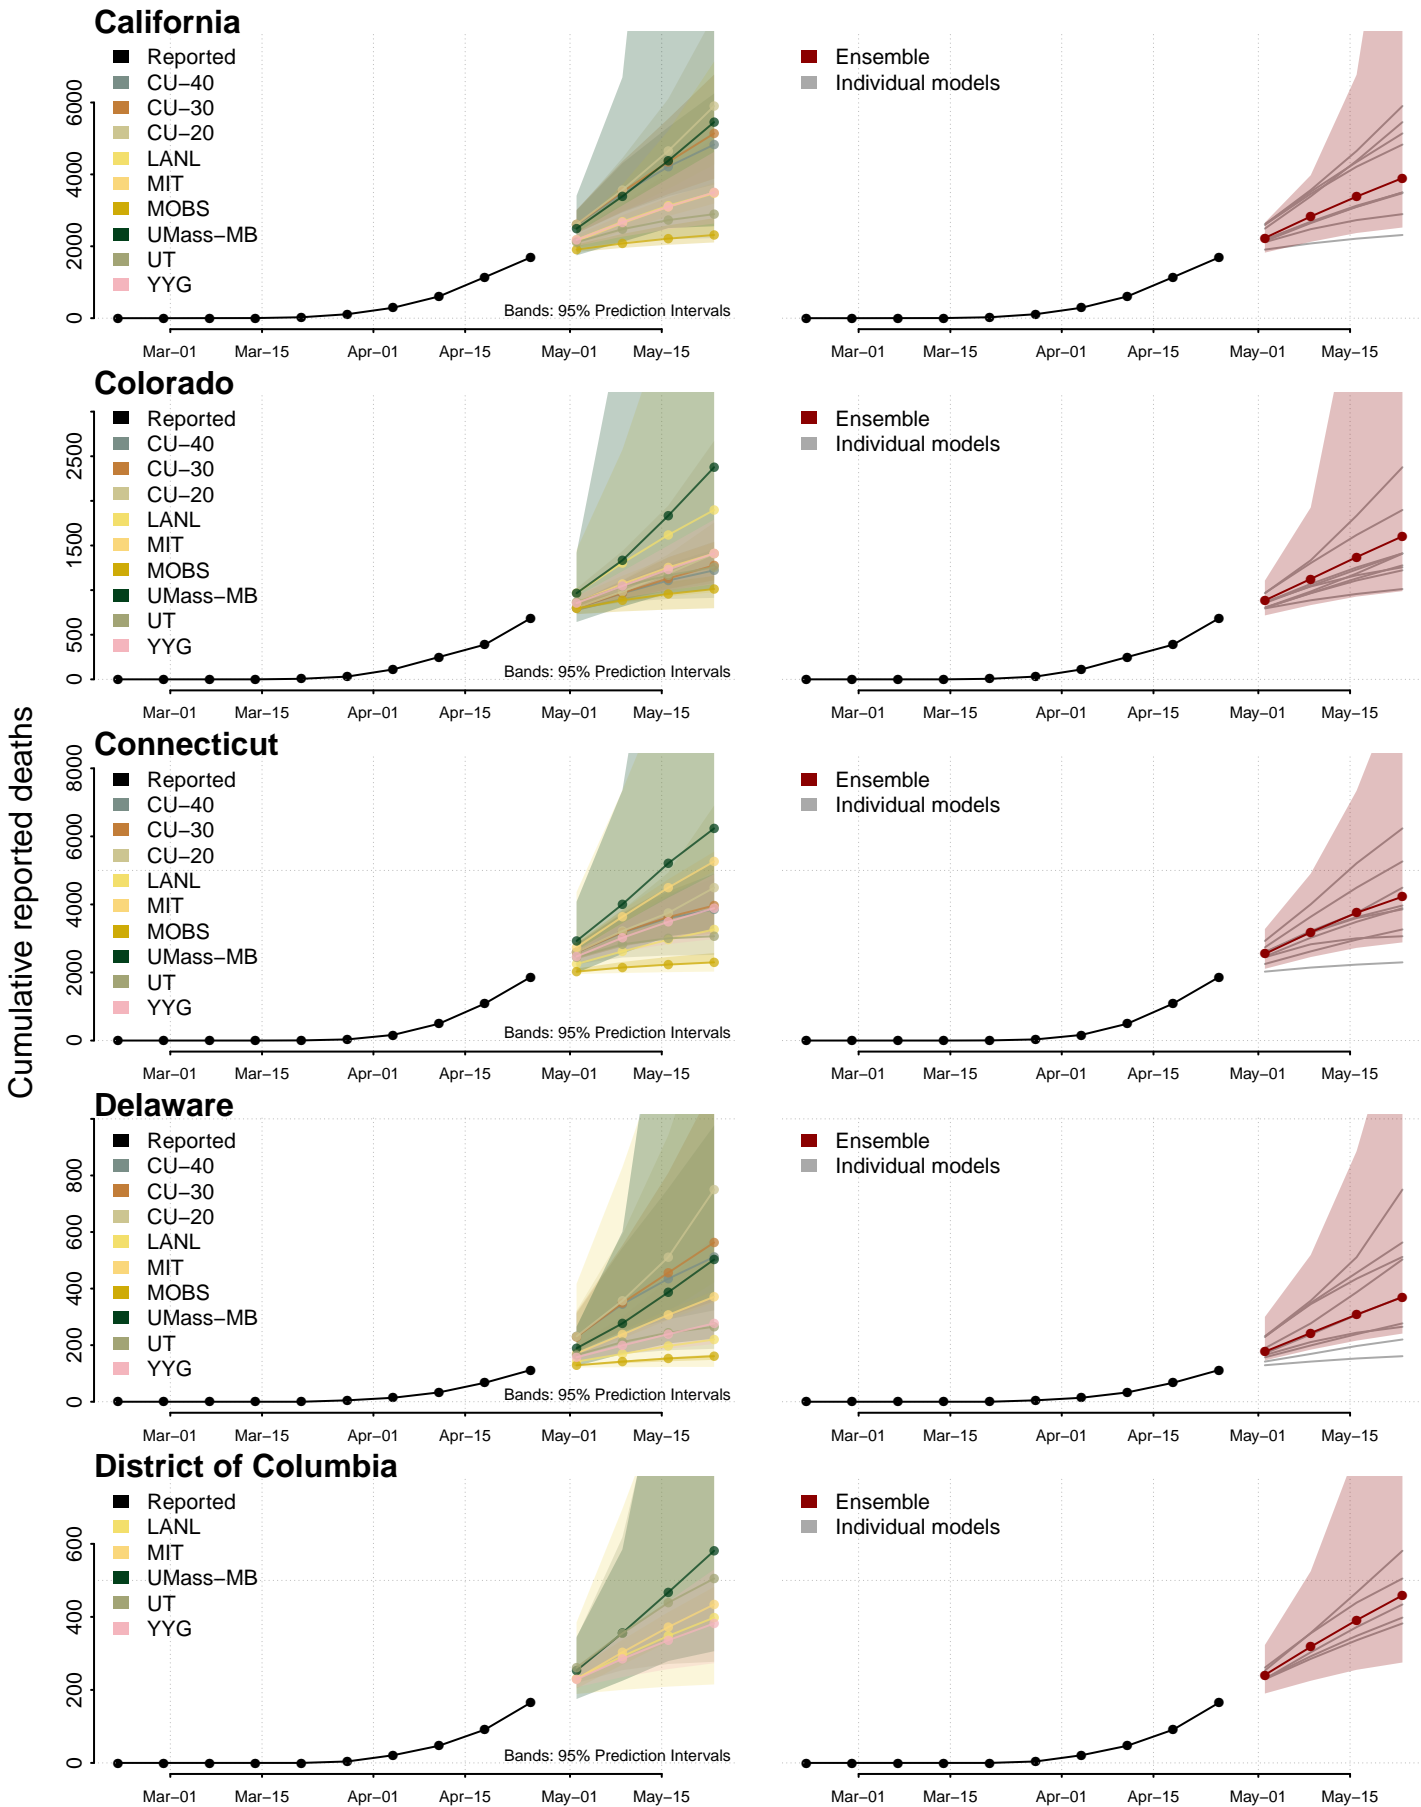 Cumulative reported deaths
California
Reported
CU−40
CU−30
CU−20
LANL
MIT
MOBS
UMass−MB
UT
YYG
0
2000
4000
6000
Bands: 95% Prediction Intervals
Mar−01 Mar−15 Apr−01 Apr−15 May−01 May−15
Ensemble
Individual models
Mar−01 Mar−15 Apr−01 Apr−15 May−01 May−15
Colorado
Reported
CU−40
CU−30
CU−20
LANL
MIT
MOBS
UMass−MB
UT
YYG
0
500
1500
2500
Bands: 95% Prediction Intervals
Mar−01 Mar−15 Apr−01 Apr−15 May−01 May−15
Ensemble
Individual models
Mar−01 Mar−15 Apr−01 Apr−15 May−01 May−15
Connecticut
Reported
CU−40
CU−30
CU−20
LANL
MIT
MOBS
UMass−MB
UT
YYG
0
2000
4000
6000
8000
Bands: 95% Prediction Intervals
Mar−01 Mar−15 Apr−01 Apr−15 May−01 May−15
Ensemble
Individual models
Mar−01 Mar−15 Apr−01 Apr−15 May−01 May−15
Delaware
Reported
CU−40
CU−30
CU−20
LANL
MIT
MOBS
UMass−MB
UT
YYG
0
200
400
600
800
Bands: 95% Prediction Intervals
Mar−01 Mar−15 Apr−01 Apr−15 May−01 May−15
Ensemble
Individual models
Mar−01 Mar−15 Apr−01 Apr−15 May−01 May−15
District of Columbia
Reported
LANL
MIT
UMass−MB
UT
YYG
0
200
400
600
Bands: 95% Prediction Intervals
Mar−01 Mar−15 Apr−01 Apr−15 May−01 May−15
Ensemble
Individual models
Mar−01 Mar−15 Apr−01 Apr−15 May−01 May−15